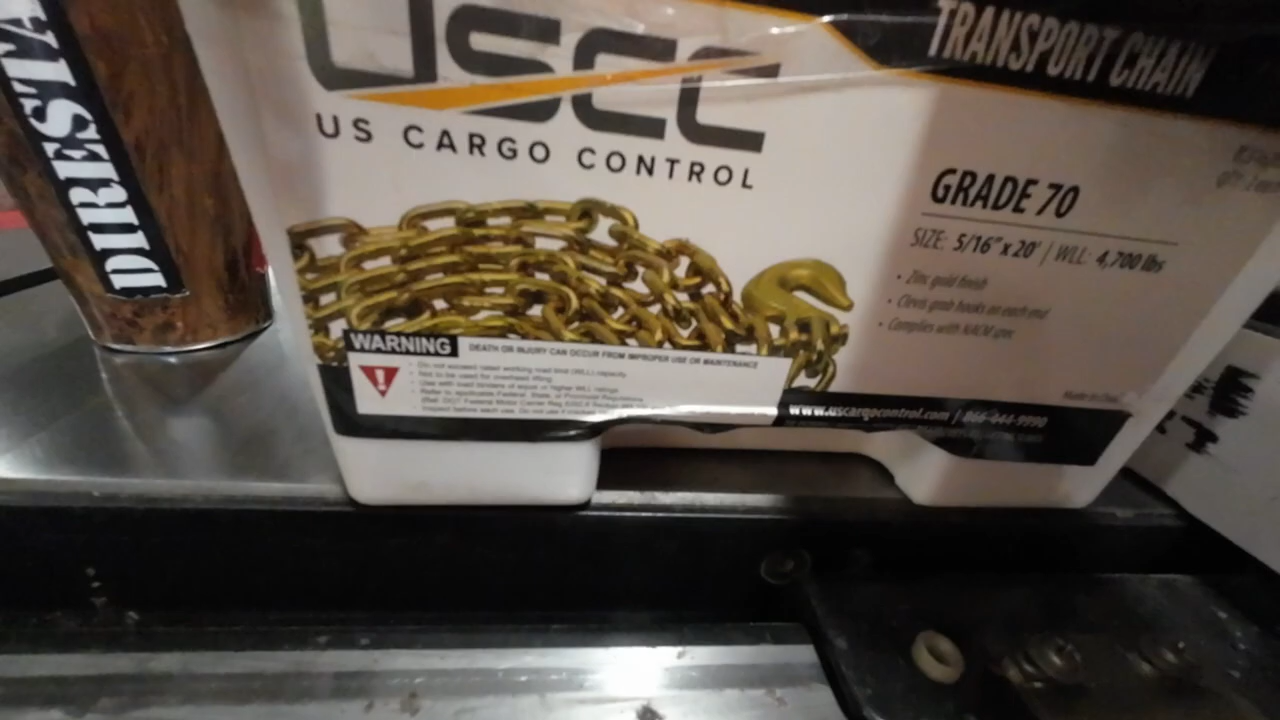 DIRESTA
USCC
US CARGO CONTROL
TRANSPORT CHAIN
GRADE 70
SIZE: 5/16" x 20' | WLL: 4,700 lbs
• Zinc gold finish
• Clevis grab hooks on each end
• Complies with NACM spec
WARNING DEATH OR INJURY CAN OCCUR FROM IMPROPER USE OR MAINTENANCE
!
• Do not exceed rated working load limit (WLL) capacity
• Not to be used for overhead lifting
• Use with load binders of equal or higher WLL ratings
• Refer to applicable Federal, State, or Provincial Regulations
Inspect before each use. Do not use if
Made in
www.uscargocontrol.com | 866-444-9990